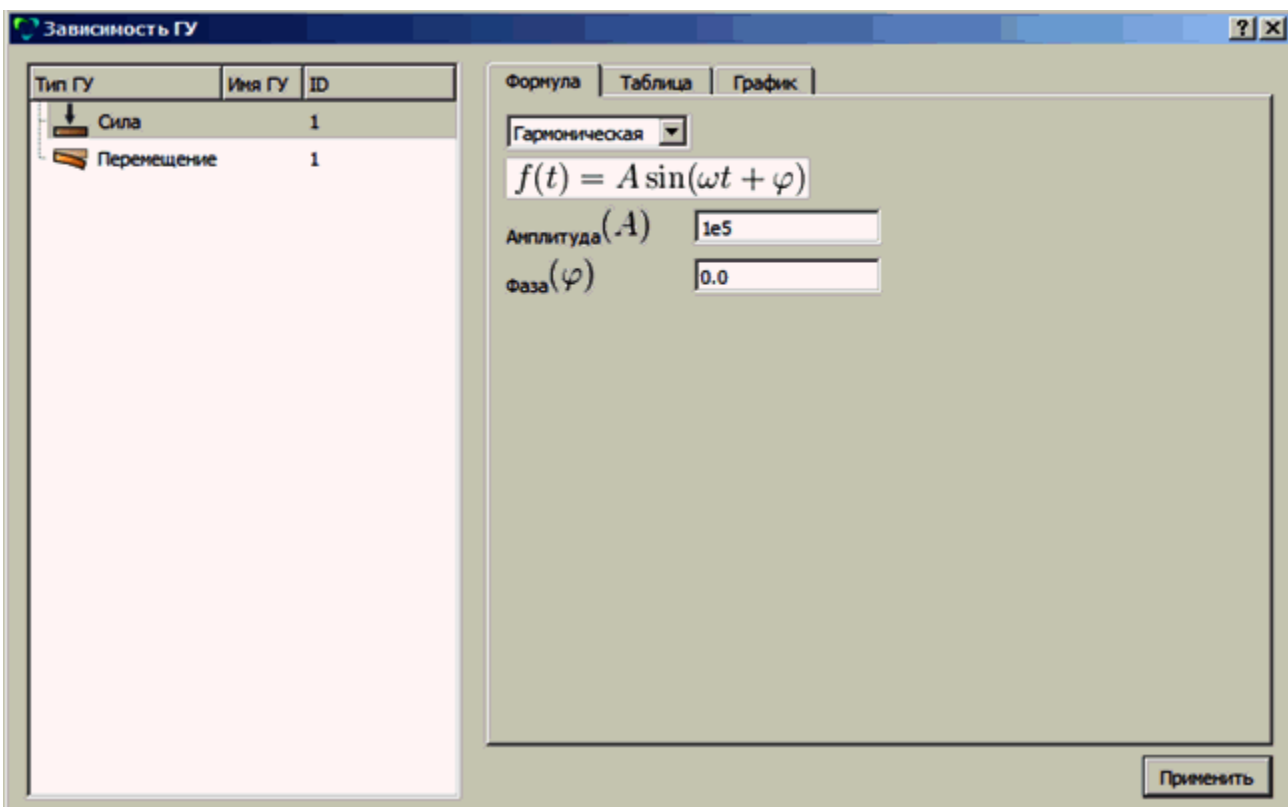 Зависимость ГУ
Тип ГУ Имя ГУ ID
Сила 1
Перемещение 1
Формула Таблица График
Гармоническая
f(t) = A sin(ωt + φ)
Амплитуда(A) 1e5
Фаза(φ) 0.0
Применить